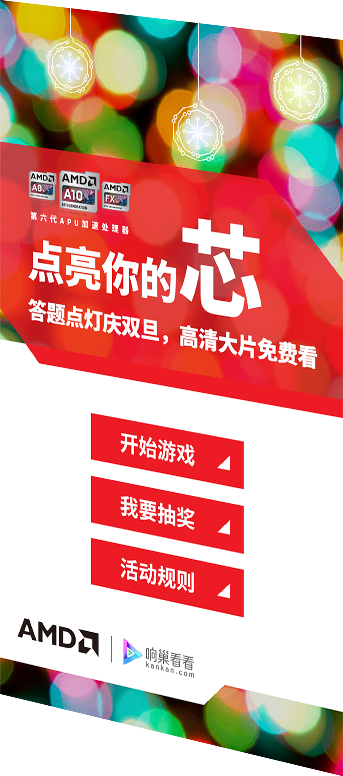 AMD
A8
AMD
A10
AMD
FX
第六代APU加速处理器
点亮你的芯
答题点灯庆双旦，高清大片免费看
开始游戏
我要抽奖
活动规则
AMD
响巢看看
kankan.com